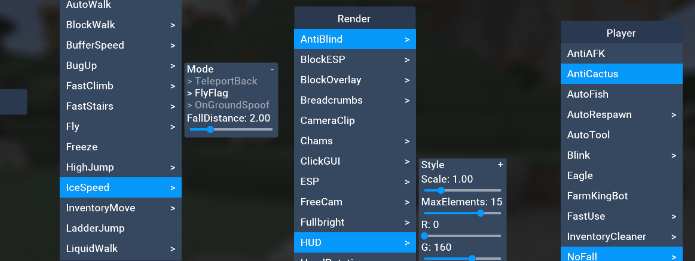 AutoWalk
BlockWalk >
BufferSpeed >
BugUp >
FastClimb >
FastStairs >
Fly >
Freeze
HighJump >
IceSpeed >
InventoryMove >
LadderJump
LiquidWalk >
Mode -
> TeleportBack
> FlyFlag
> OnGroundSpoof
FallDistance: 2.00
Render
AntiBlind >
BlockESP >
BlockOverlay >
Breadcrumbs >
CameraClip
Chams >
ClickGUI >
ESP >
FreeCam >
Fullbright >
HUD >
Style +
Scale: 1.00
MaxElements: 15
R: 0
G: 160
Player
AntiAFK
AntiCactus
AutoFish
AutoRespawn >
AutoTool
Blink >
Eagle
FarmKingBot
FastUse >
InventoryCleaner >
NoFall >